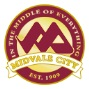 IN THE MIDDLE OF EVERYTHING
MIDVALE CITY
EST. 1909